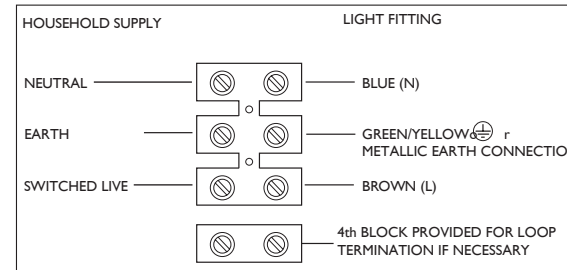 HOUSEHOLD SUPPLY
LIGHT FITTING
NEUTRAL
BLUE (N)
EARTH
GREEN/YELLOW or
METALLIC EARTH CONNECTIO
SWITCHED LIVE
BROWN (L)
4th BLOCK PROVIDED FOR LOOP
TERMINATION IF NECESSARY